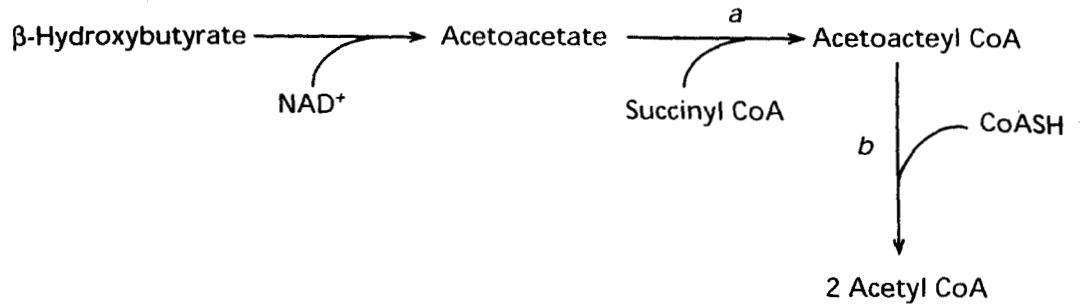 a
β-Hydroxybutyrate Acetoacetate Acetoacteyl CoA
NAD⁺ Succinyl CoA
b CoASH
2 Acetyl CoA